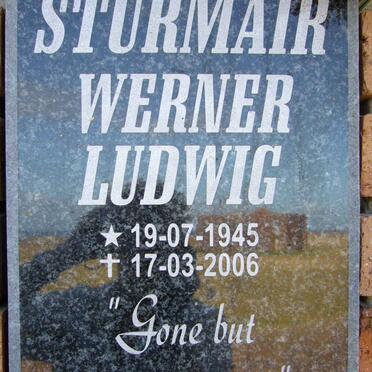 STURMAIR
WERNER
LUDWIG
★ 19-07-1945
✝ 17-03-2006
"Gone but
"